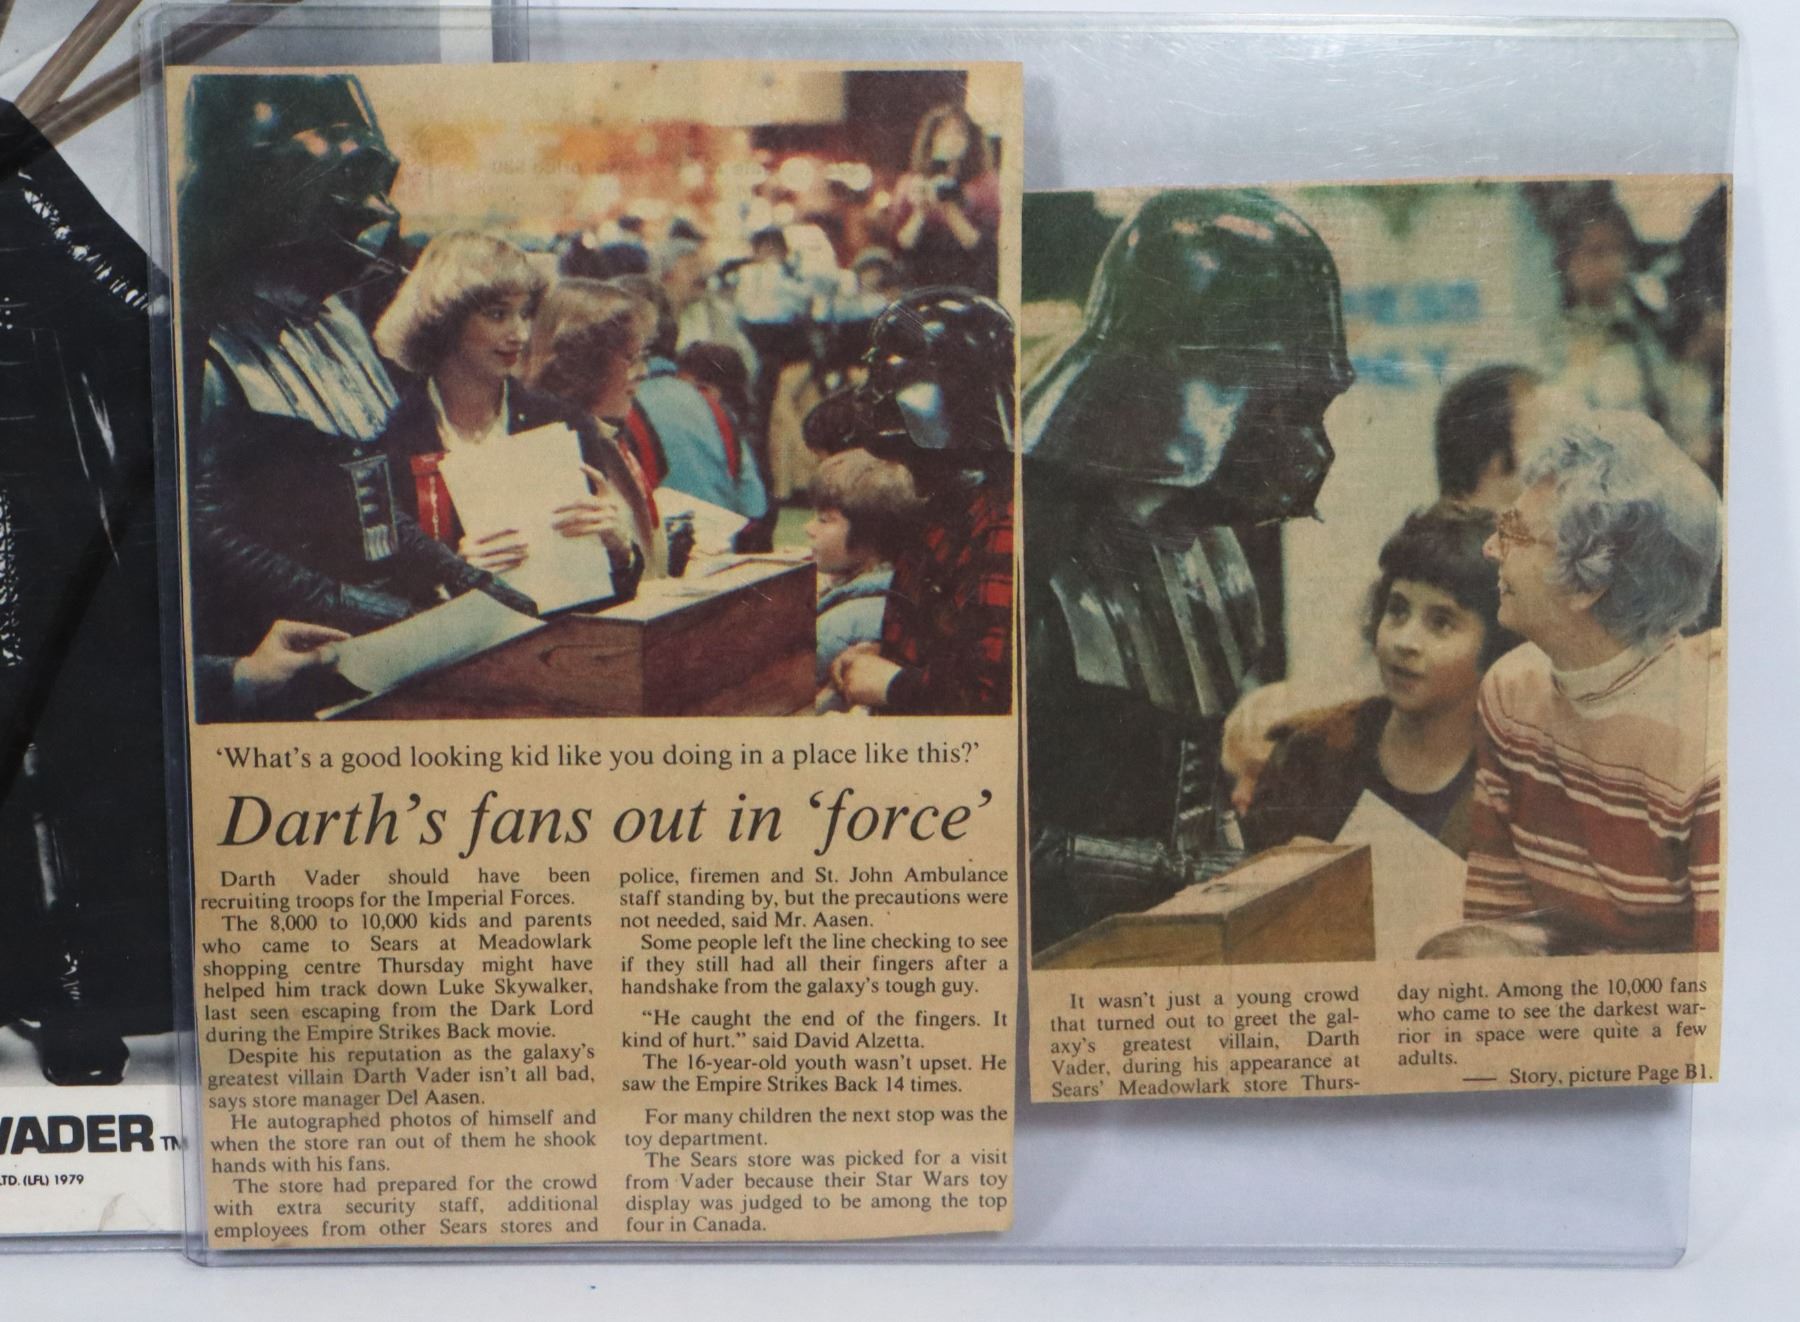 'What's a good looking kid like you doing in a place like this?'
Darth's fans out in 'force'
Darth Vader should have been
recruiting troops for the Imperial Forces.
The 8,000 to 10,000 kids and parents
who came to Sears at Meadowlark
shopping centre Thursday might have
helped him track down Luke Skywalker,
last seen escaping from the Dark Lord
during the Empire Strikes Back movie.
Despite his reputation as the galaxy's
greatest villain Darth Vader isn't all bad,
says store manager Del Aasen.
He autographed photos of himself and
when the store ran out of them he shook
hands with his fans.
The store had prepared for the crowd
with extra security staff, additional
employees from other Sears stores and
police, firemen and St. John Ambulance
staff standing by, but the precautions were
not needed, said Mr. Aasen.
Some people left the line checking to see
if they still had all their fingers after a
handshake from the galaxy's tough guy.
"He caught the end of the fingers. It
kind of hurt." said David Alzetta.
The 16-year-old youth wasn't upset. He
saw the Empire Strikes Back 14 times.
For many children the next stop was the
toy department.
The Sears store was picked for a visit
from Vader because their Star Wars toy
display was judged to be among the top
four in Canada.
It wasn't just a young crowd
that turned out to greet the gal-
axy's greatest villain, Darth
Vader, during his appearance at
Sears' Meadowlark store Thurs-
day night. Among the 10,000 fans
who came to see the darkest war-
rior in space were quite a few
adults.
— Story, picture Page B1.
VADER TM
LTD. (LFL) 1979